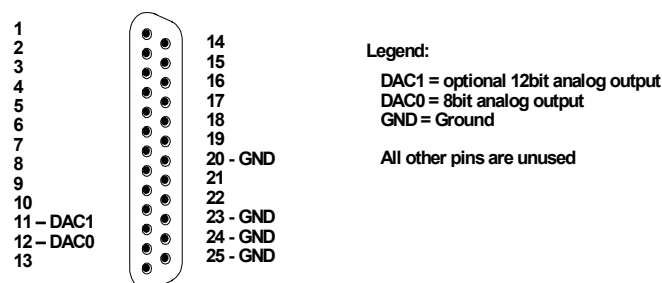 1
2
3
4
5
6
7
8
9
10
11 – DAC1
12 – DAC0
13
14
15
16
17
18
19
20 - GND
21
22
23 - GND
24 - GND
25 - GND
Legend:
DAC1 = optional 12bit analog output
DAC0 = 8bit analog output
GND = Ground
All other pins are unused